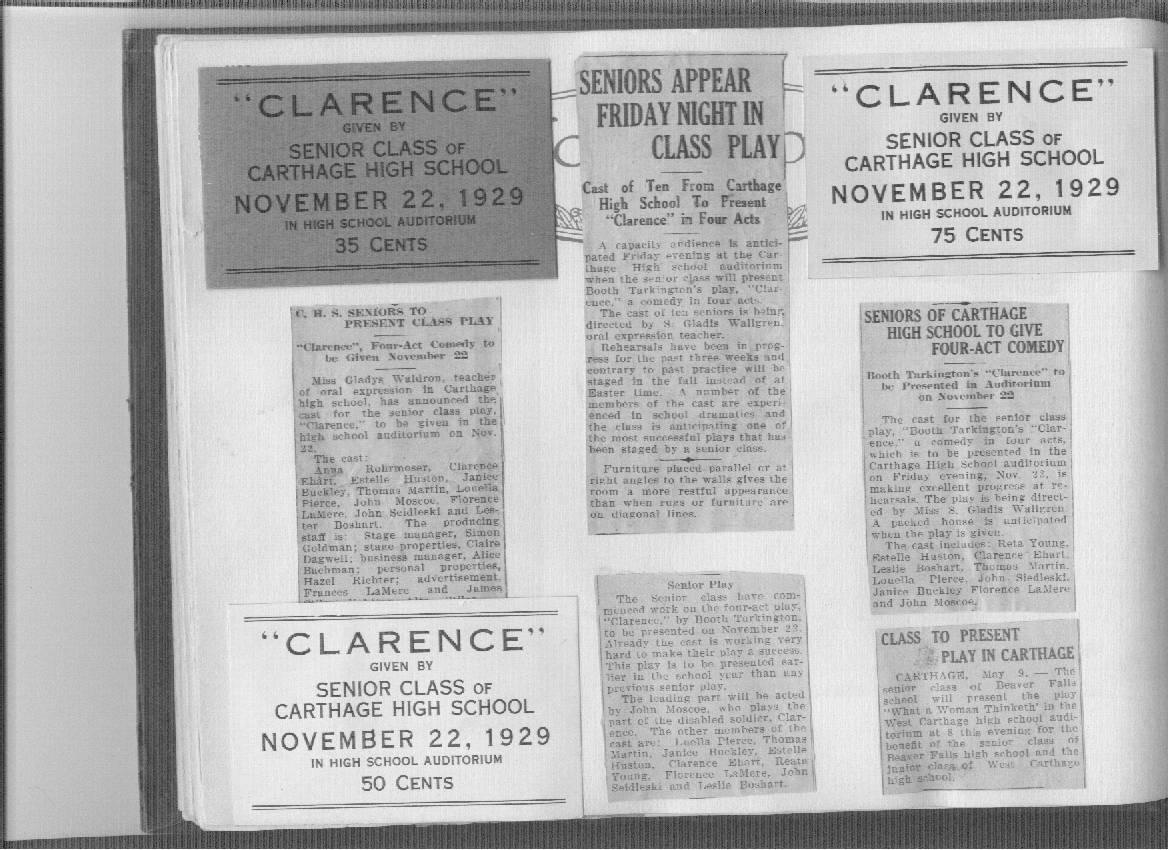 "CLARENCE"
GIVEN BY
SENIOR CLASS OF
CARTHAGE HIGH SCHOOL
NOVEMBER 22, 1929
IN HIGH SCHOOL AUDITORIUM
35 CENTS
SENIORS APPEAR
FRIDAY NIGHT IN
CLASS PLAY
Cast of Ten From Carthage
High School To Present
"Clarence" in Four Acts
A capacity audience is antici-
pated Friday evening at the Car-
thage High school auditorium
when the senior class will present
Booth Tarkington's play, "Clar-
ence," a comedy in four acts.
The cast of ten seniors is being
directed by S. Gladis Wallgren,
oral expression teacher.
Rehearsals have been in prog-
ress for the past three weeks and
contrary to past practice will be
staged in the fall instead of at
Easter time. A number of the
members of the cast are experi-
enced in school dramatics and
the class is anticipating one of
the most successful plays that has
been staged by a senior class.
Furniture placed parallel or at
right angles to the walls gives the
room a more restful appearance
than when rugs or furniture are
on diagonal lines.
"CLARENCE"
GIVEN BY
SENIOR CLASS OF
CARTHAGE HIGH SCHOOL
NOVEMBER 22, 1929
IN HIGH SCHOOL AUDITORIUM
75 CENTS
C. H. S. SENIORS TO
PRESENT CLASS PLAY
"Clarence", Four-Act Comedy to
be Given November 22
Miss Gladys Waldron, teacher
of oral expression in Carthage
high school, has announced the
cast for the senior class play,
"Clarence," to be given in the
high school auditorium on Nov.
22.
The cast:
Anna Rohrmoser, Clarence
Ehart, Estelle Huston, Janice
Buckley, Thomas Martin, Louella
Pierce, John Moscoe, Florence
LaMere, John Seidleski and Les-
ter Boshart. The producing
staff is: Stage manager, Simon
Goldman; stage properties, Claire
Dagwell; business manager, Alice
Buchman; personal properties,
Hazel Richter; advertisement,
Frances LaMere and James
"CLARENCE"
GIVEN BY
SENIOR CLASS OF
CARTHAGE HIGH SCHOOL
NOVEMBER 22, 1929
IN HIGH SCHOOL AUDITORIUM
50 CENTS
Senior Play
The Senior class have com-
menced work on the four-act play,
"Clarence," by Booth Tarkington,
to be presented on November 22.
Already the cast is working very
hard to make their play a success.
This play is to be presented ear-
lier in the school year than any
previous senior play.
The leading part will be acted
by John Moscoe, who plays the
part of the disabled soldier, Clar-
ence. The other members of the
cast are: Luella Pierce, Thomas
Martin, Janice Buckley, Estelle
Huston, Clarence Ehart, Reata
Young, Florence LaMere, John
Seidleski and Leslie Boshart.
SENIORS OF CARTHAGE
HIGH SCHOOL TO GIVE
FOUR-ACT COMEDY
Booth Tarkington's "Clarence" to
be Presented in Auditorium
on November 22
The cast for the senior class
play, "Booth Tarkington's "Clar-
ence," a comedy in four acts,
which is to be presented in the
Carthage High School auditorium
on Friday evening, Nov. 22, is
making excellent progress at re-
hearsals. The play is being direct-
ed by Miss S. Gladis Wallgren.
A packed house is anticipated
when the play is given.
The cast includes: Reta Young,
Estelle Huston, Clarence Ehart,
Leslie Boshart, Thomas Martin,
Louella Pierce, John Siedleski,
Janice Buckley Florence LaMere
and John Moscoe.
CLASS TO PRESENT
PLAY IN CARTHAGE
CARTHAGE, May 9. — The
senior class of Beaver Falls
school will present the play
"What a Woman Thinketh' in the
West Carthage high school audi-
torium at 8 this evening for the
benefit of the senior class of
Beaver Falls high school and the
junior class of West Carthage
high school.